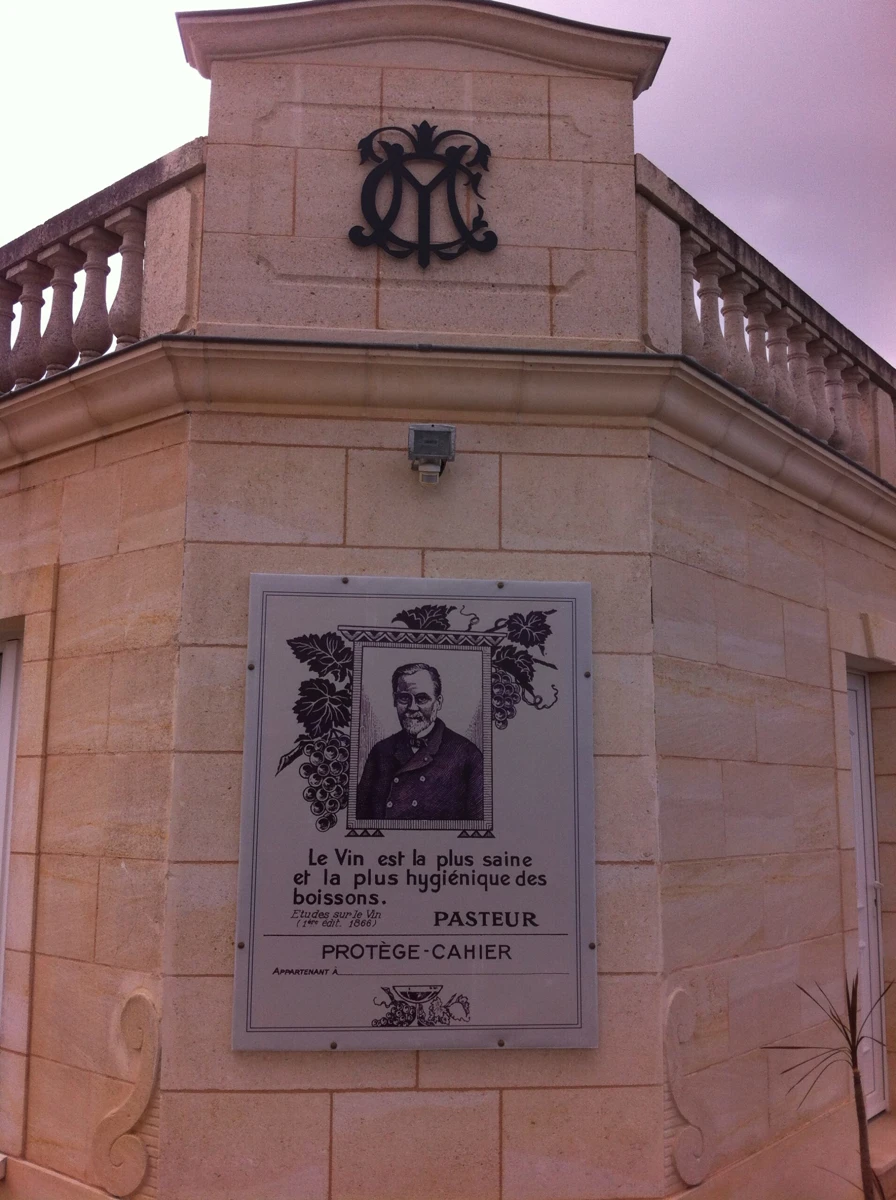 Le Vin est la plus saine
et la plus hygiénique des
boissons.
Etudes sur le Vin
(1ère édit. 1866)
PASTEUR
PROTÈGE-CAHIER
APPARTENANT À